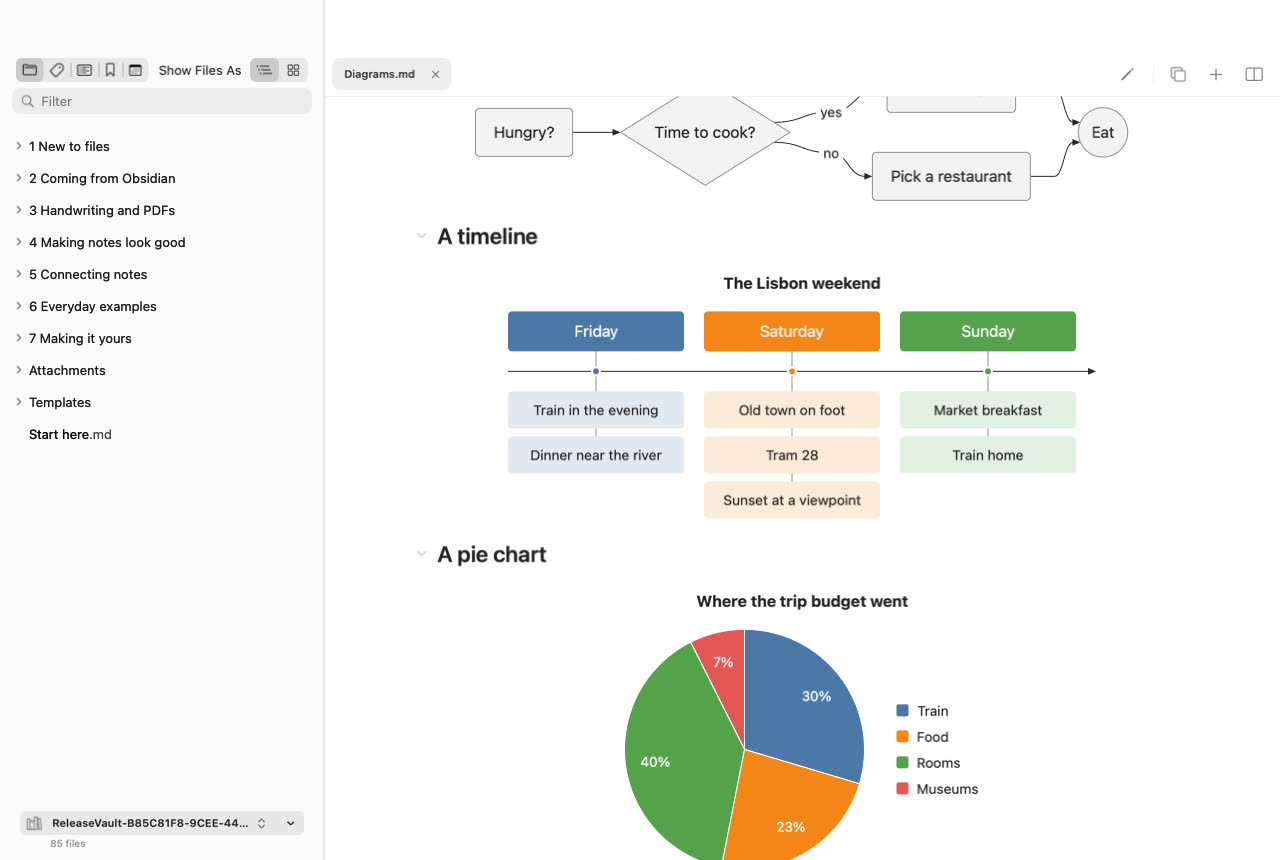 Show Files As
Filter
1 New to files
2 Coming from Obsidian
3 Handwriting and PDFs
4 Making notes look good
5 Connecting notes
6 Everyday examples
7 Making it yours
Attachments
Templates
Start here.md
ReleaseVault-B85C81F8-9CEE-44...
85 files
Diagrams.md
Hungry?
Time to cook?
yes
no
Pick a restaurant
Eat
A timeline
The Lisbon weekend
Friday
Saturday
Sunday
Train in the evening
Old town on foot
Market breakfast
Dinner near the river
Tram 28
Train home
Sunset at a viewpoint
A pie chart
Where the trip budget went
7%
30%
40%
23%
Train
Food
Rooms
Museums